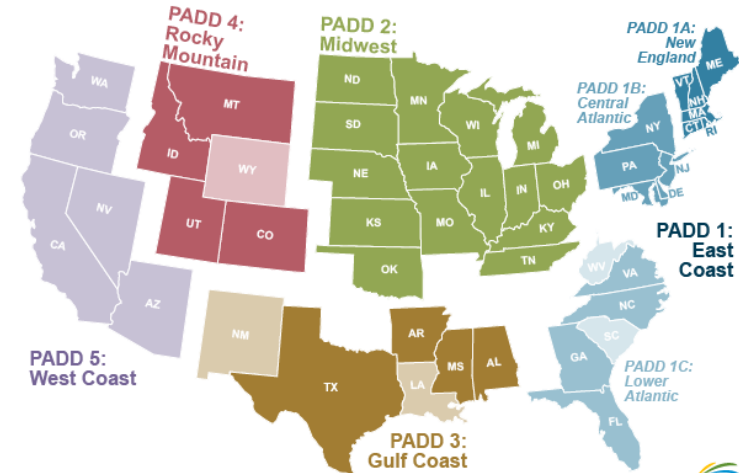 PADD 4:
Rocky
Mountain
PADD 2:
Midwest
PADD 1A:
New
England
PADD 1B:
Central
Atlantic
WA
OR
CA
NV
AZ
MT
ID
WY
UT
CO
ND
SD
NE
KS
OK
MN
IA
MO
WI
IL
MI
IN
OH
KY
TN
ME
VT
NH
MA
CT
RI
NY
PA
NJ
MD
DE
PADD 1:
East
Coast
WV
VA
NC
SC
GA
FL
PADD 1C:
Lower
Atlantic
NM
TX
AR
LA
MS
AL
PADD 5:
West Coast
PADD 3:
Gulf Coast